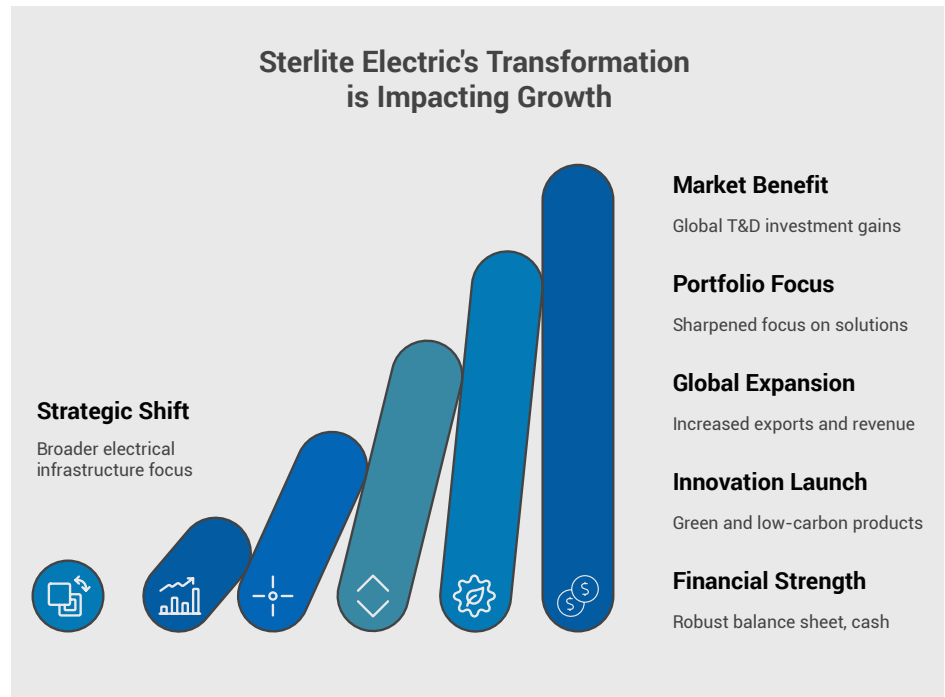 Sterlite Electric's Transformation
is Impacting Growth
Strategic Shift
Broader electrical
infrastructure focus
Market Benefit
Global T&D investment gains
Portfolio Focus
Sharpened focus on solutions
Global Expansion
Increased exports and revenue
Innovation Launch
Green and low-carbon products
Financial Strength
Robust balance sheet, cash
$
$